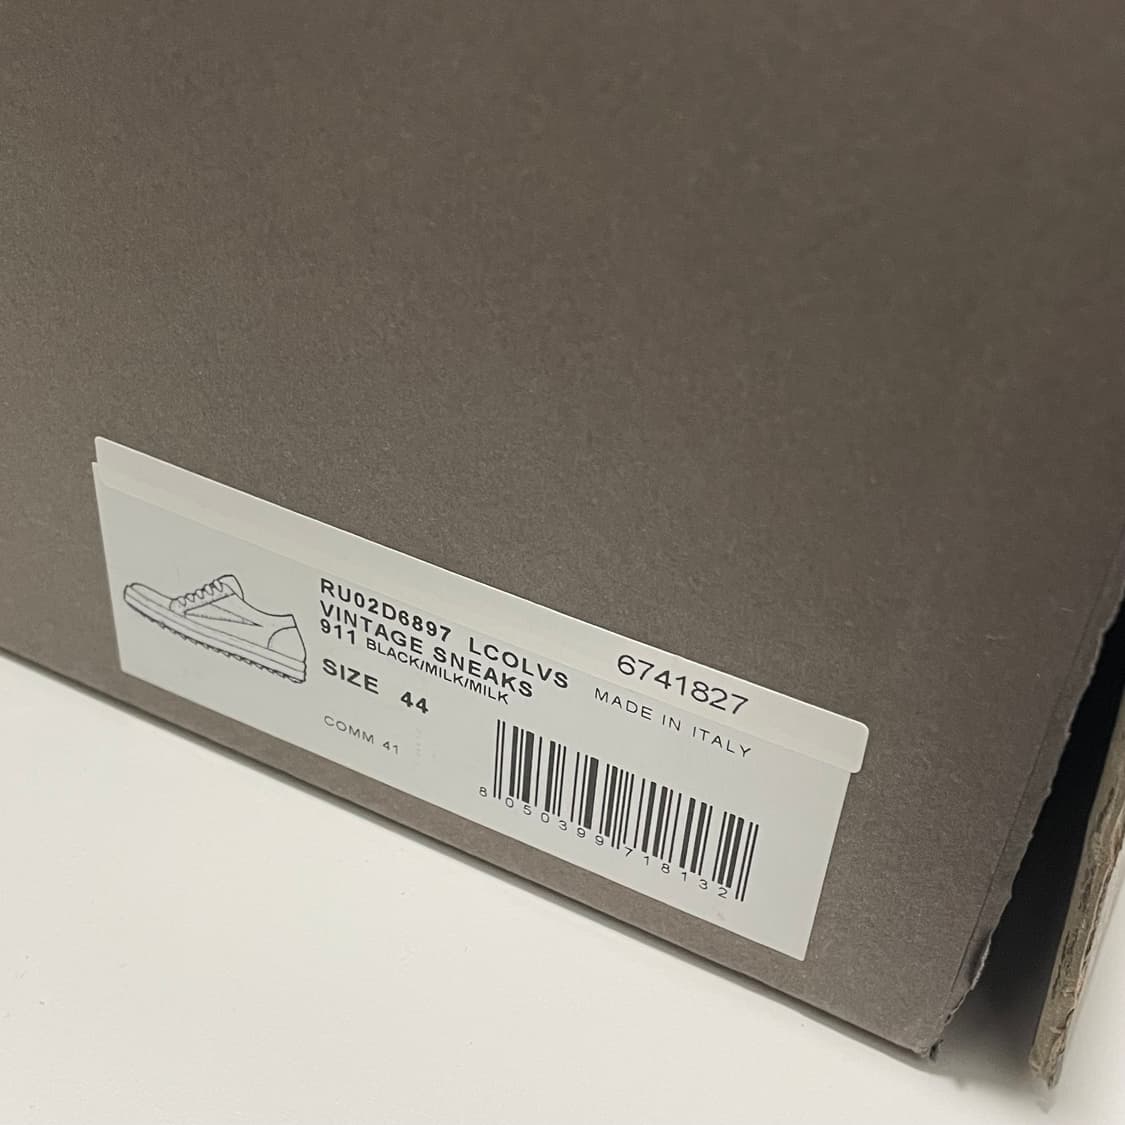 RU02D6897 LCOLVS
VINTAGE SNEAKS
911 BLACK/MILK/MILK
SIZE 44
COMM 41
6741827
MADE IN ITALY
8 050399 718132